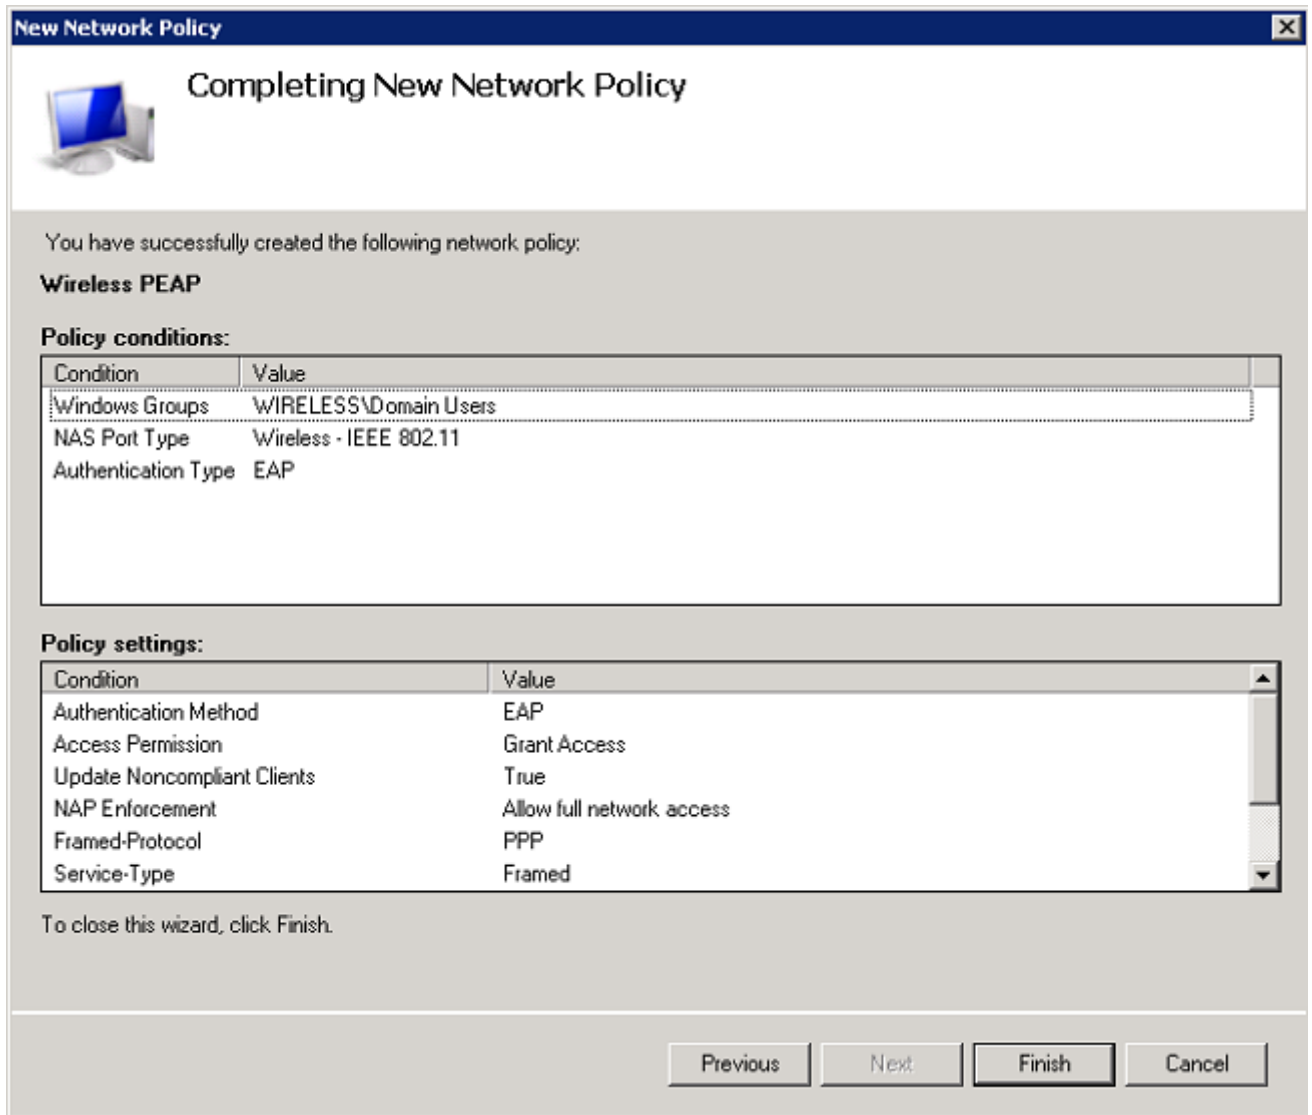 New Network Policy
Completing New Network Policy
You have successfully created the following network policy:
Wireless PEAP
Policy conditions:
Condition Value
Windows Groups WIRELESS\Domain Users
NAS Port Type Wireless - IEEE 802.11
Authentication Type EAP
Policy settings:
Condition Value
Authentication Method EAP
Access Permission Grant Access
Update Noncompliant Clients True
NAP Enforcement Allow full network access
Framed-Protocol PPP
Service-Type Framed
To close this wizard, click Finish.
Previous Next Finish Cancel